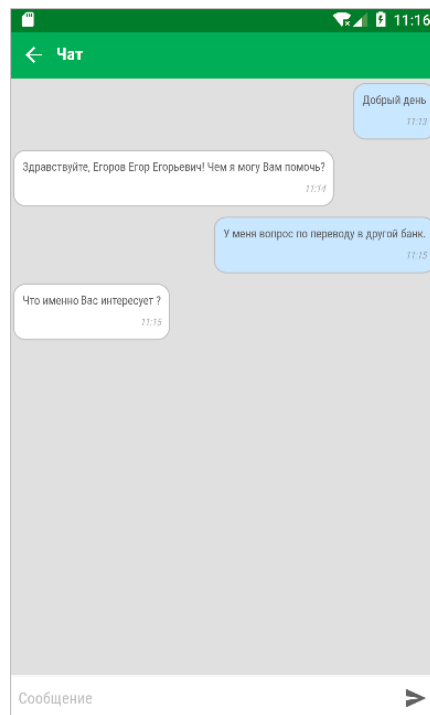 11:16
Чат
Добрый день
11:13
Здравствуйте, Егоров Егор Егорьевич! Чем я могу Вам помочь?
11:14
У меня вопрос по переводу в другой банк.
11:15
Что именно Вас интересует ?
11:15
Сообщение